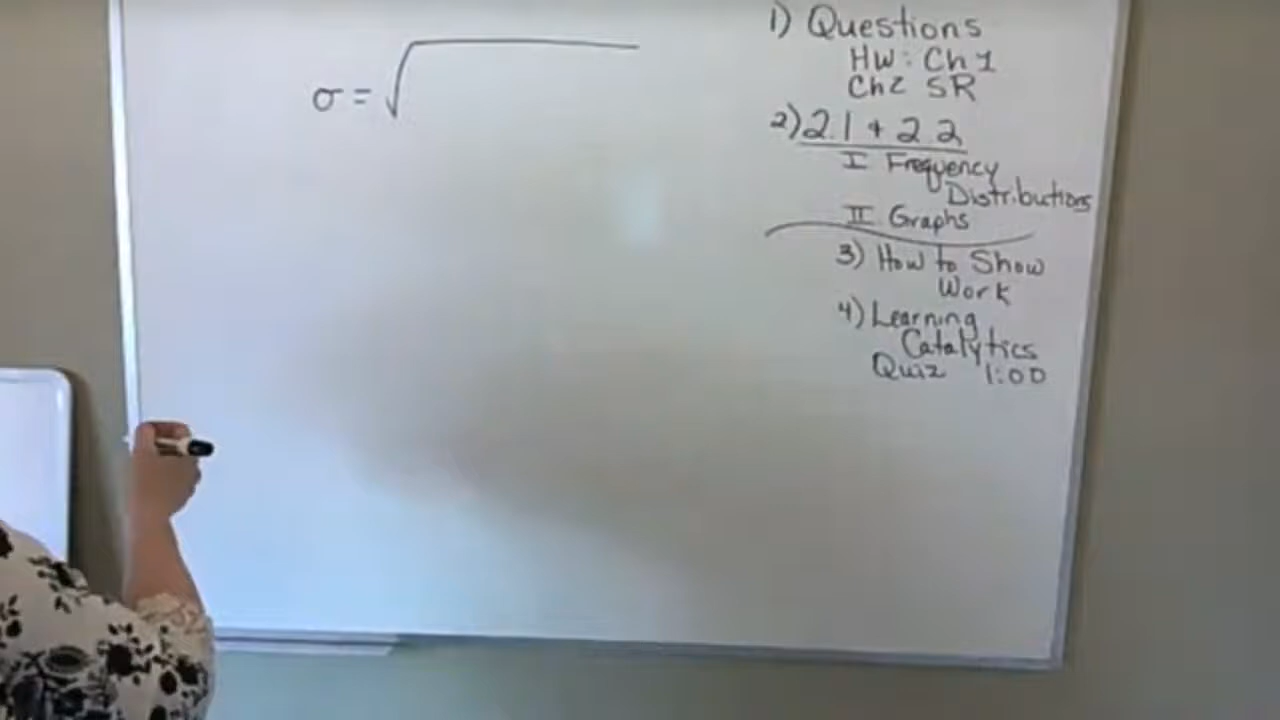 σ = √
1) Questions
HW: Ch 1
Ch2 SR
2) 2.1 + 2.2
I Frequency
Distributions
II Graphs
3) How to Show
Work
4) Learning
Catalytics
Quiz 1:00